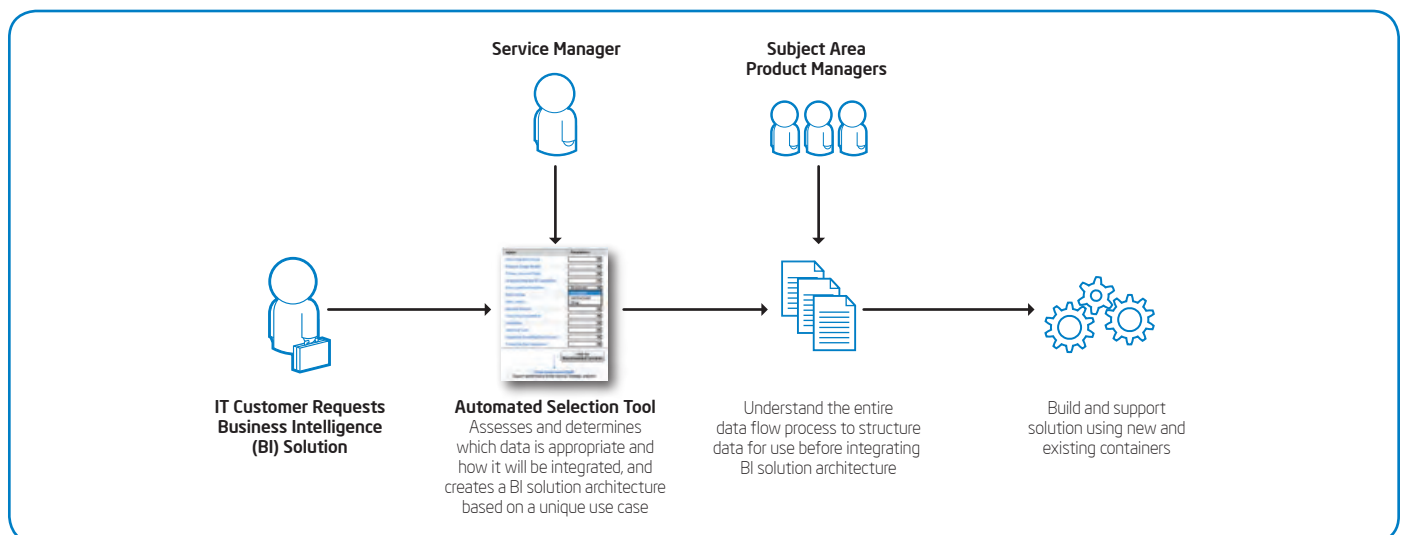 Service Manager
Subject Area
Product Managers
IT Customer Requests
Business Intelligence
(BI) Solution
Automated Selection Tool
Assesses and determines
which data is appropriate and
how it will be integrated, and
creates a BI solution architecture
based on a unique use case
Understand the entire
data flow process to structure
data for use before integrating
BI solution architecture
Build and support
solution using new and
existing containers